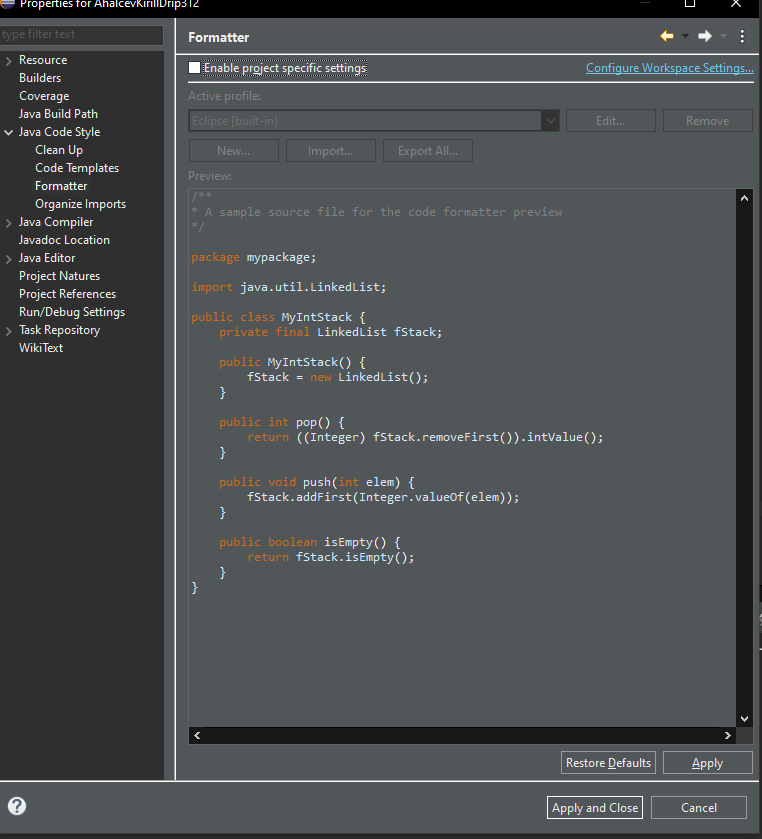 Properties for AhalcevKirillDrip312
type filter text
Resource
Builders
Coverage
Java Build Path
Java Code Style
Clean Up
Code Templates
Formatter
Organize Imports
Java Compiler
Javadoc Location
Java Editor
Project Natures
Project References
Run/Debug Settings
Task Repository
WikiText
Formatter
Enable project specific settings
Configure Workspace Settings...
Active profile:
Eclipse [built-in]
Edit...
Remove
New...
Import...
Export All...
Preview:
/**
* A sample source file for the code formatter preview
*/
package mypackage;
import java.util.LinkedList;
public class MyIntStack {
private final LinkedList fStack;
public MyIntStack() {
fStack = new LinkedList();
}
public int pop() {
return ((Integer) fStack.removeFirst()).intValue();
}
public void push(int elem) {
fStack.addFirst(Integer.valueOf(elem));
}
public boolean isEmpty() {
return fStack.isEmpty();
}
}
Restore Defaults
Apply
?
Apply and Close
Cancel